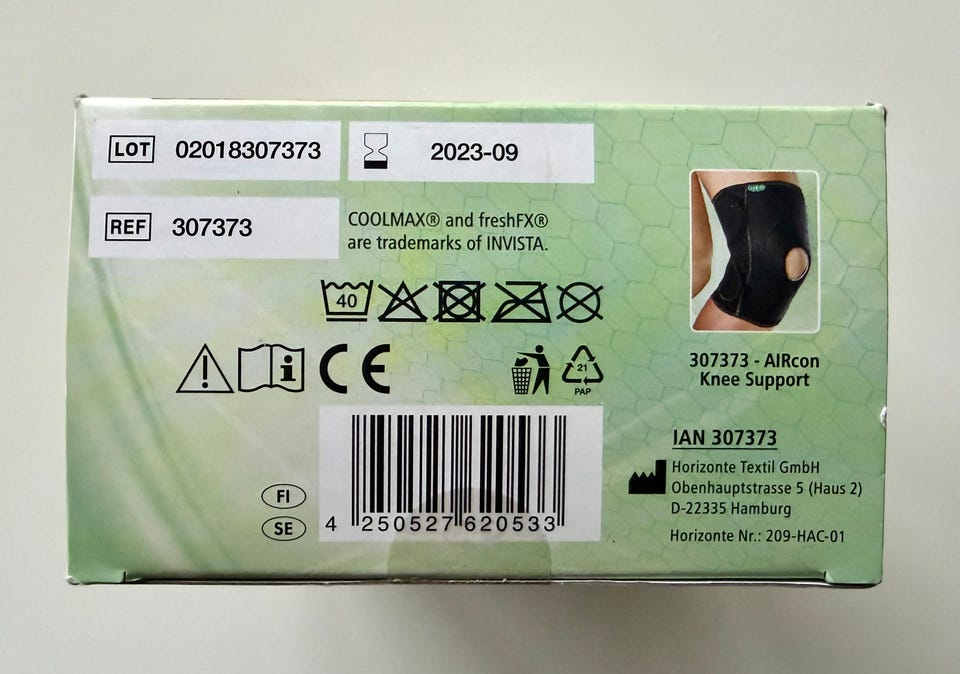 LOT 02018307373
2023-09
REF 307373
COOLMAX® and freshFX®
are trademarks of INVISTA.
40
CE
21
PAP
307373 - AIRcon
Knee Support
IAN 307373
Horizonte Textil GmbH
Obenhauptstrasse 5 (Haus 2)
D-22335 Hamburg
Horizonte Nr.: 209-HAC-01
FI
SE
4 250527 620533